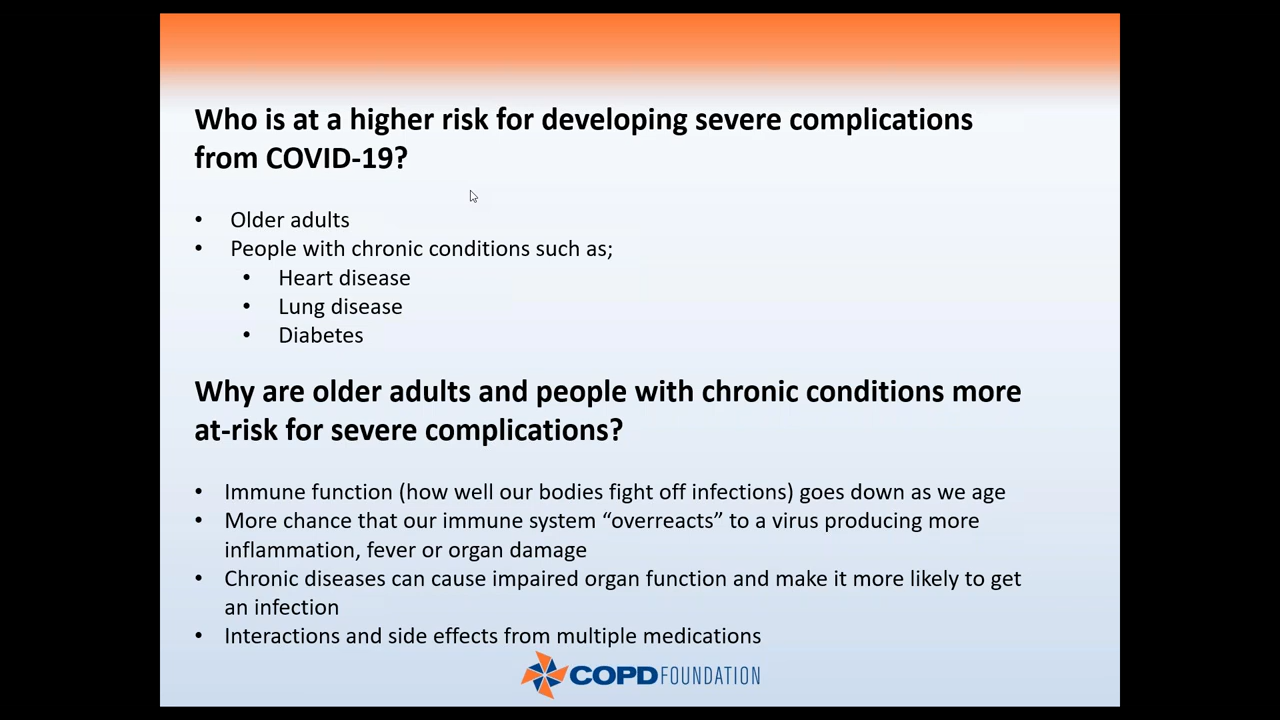 Who is at a higher risk for developing severe complications
from COVID-19?
• Older adults
• People with chronic conditions such as;
• Heart disease
• Lung disease
• Diabetes
Why are older adults and people with chronic conditions more
at-risk for severe complications?
• Immune function (how well our bodies fight off infections) goes down as we age
• More chance that our immune system “overreacts” to a virus producing more
inflammation, fever or organ damage
• Chronic diseases can cause impaired organ function and make it more likely to get
an infection
• Interactions and side effects from multiple medications
COPD FOUNDATION